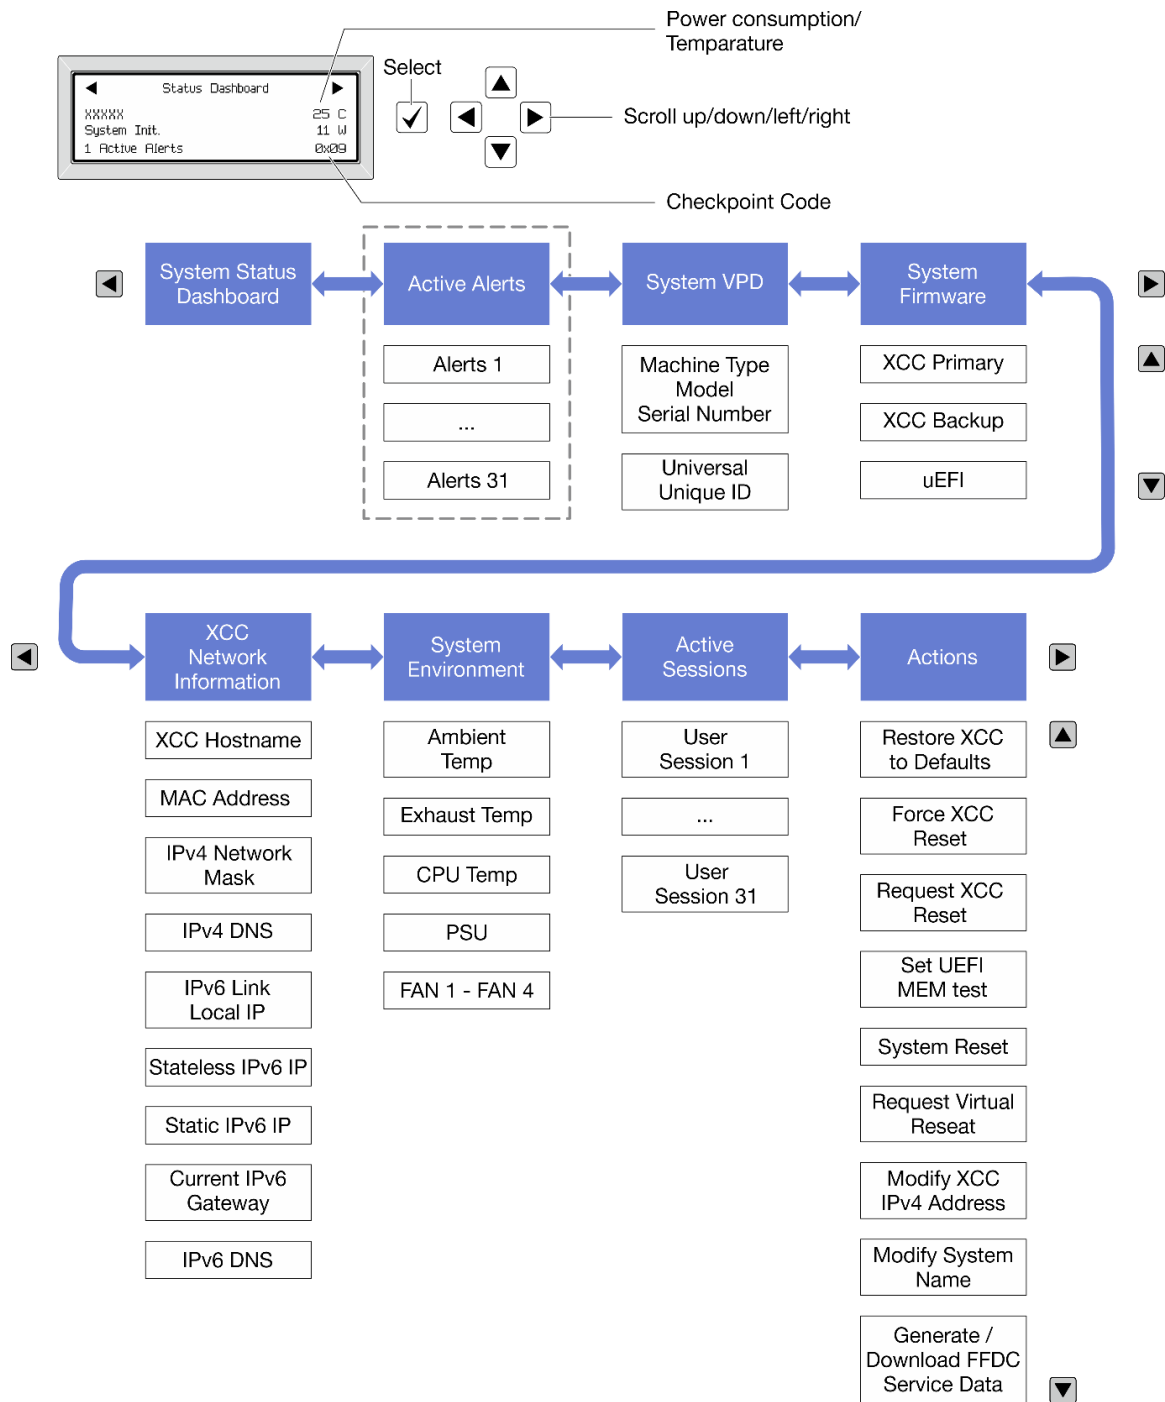 Power consumption/
Temparature
Select
Status Dashboard
XXXXX 25 C
System Init. 11 W
1 Active Alerts 0x09
Scroll up/down/left/right
Checkpoint Code
System Status
Dashboard
Active Alerts
System VPD
System
Firmware
Alerts 1
...
Alerts 31
Machine Type
Model
Serial Number
Universal
Unique ID
XCC Primary
XCC Backup
uEFI
XCC
Network
Information
System
Environment
Active
Sessions
Actions
XCC Hostname
MAC Address
IPv4 Network
Mask
IPv4 DNS
IPv6 Link
Local IP
Stateless IPv6 IP
Static IPv6 IP
Current IPv6
Gateway
IPv6 DNS
Ambient
Temp
Exhaust Temp
CPU Temp
PSU
FAN 1 - FAN 4
User
Session 1
...
User
Session 31
Restore XCC
to Defaults
Force XCC
Reset
Request XCC
Reset
Set UEFI
MEM test
System Reset
Request Virtual
Reseat
Modify XCC
IPv4 Address
Modify System
Name
Generate /
Download FFDC
Service Data